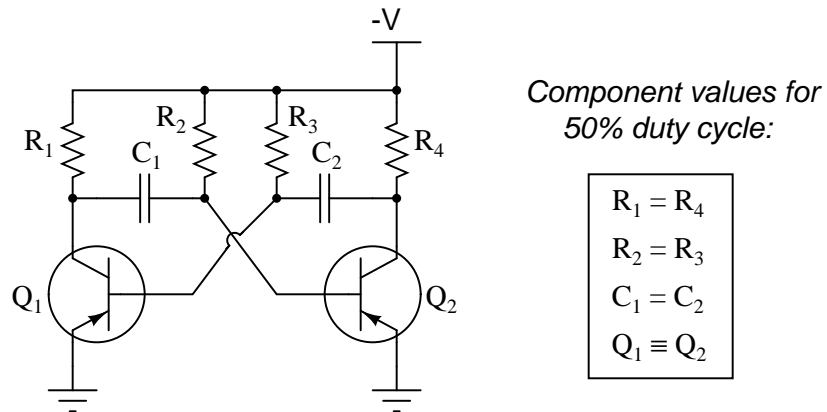 -V
Component values for
50% duty cycle:
R₁
C₁
R₂
R₃
C₂
R₄
Q₁
Q₂
R₁ = R₄
R₂ = R₃
C₁ = C₂
Q₁ ≡ Q₂